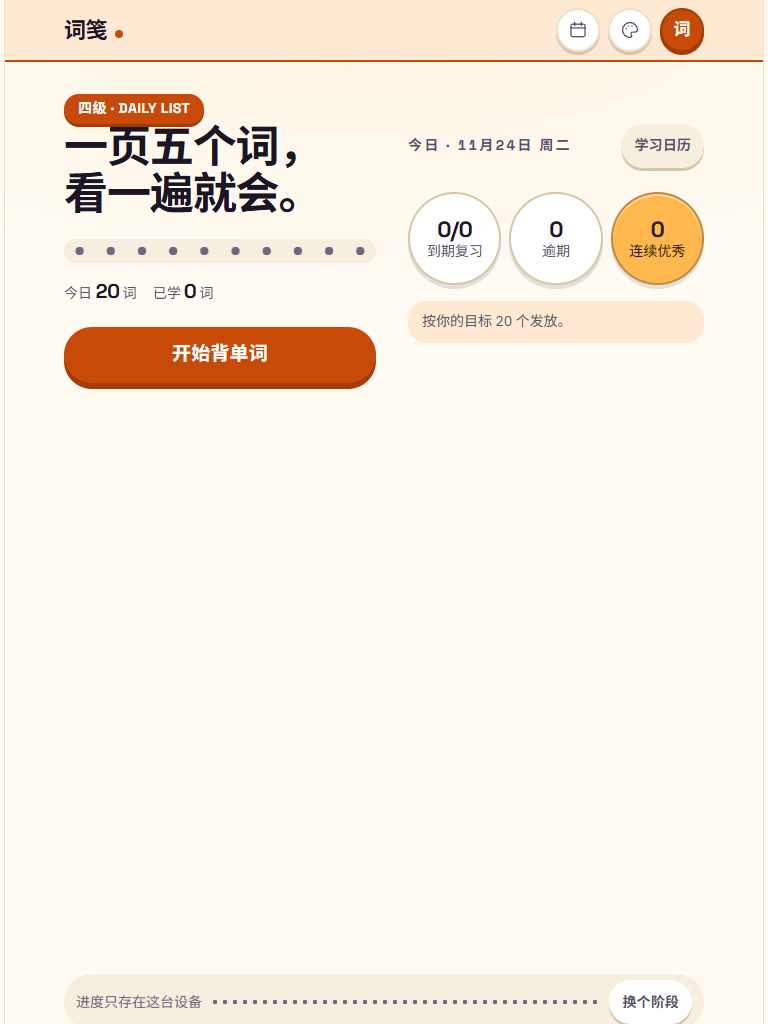 词笺
词
四级 · DAILY LIST
一页五个词，
看一遍就会。
今日 20 词 已学 0 词
开始背单词
今日 · 11月24日 周二
学习日历
0/0
到期复习
0
逾期
0
连续优秀
按你的目标 20 个发放。
进度只存在这台设备
换个阶段